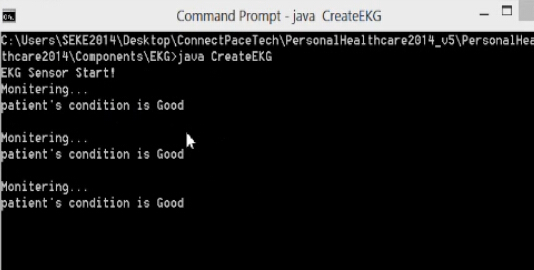 Command Prompt - java CreateEKG
C:\Users\SEKE2014\Desktop\ConnectPaceTech\PersonalHealthcare2014_v5\PersonalHea
thcare2014\Components\EKG>java CreateEKG
EKG Sensor Start!
Monitering...
patient's condition is Good
Monitering...
patient's condition is Good
Monitering...
patient's condition is Good